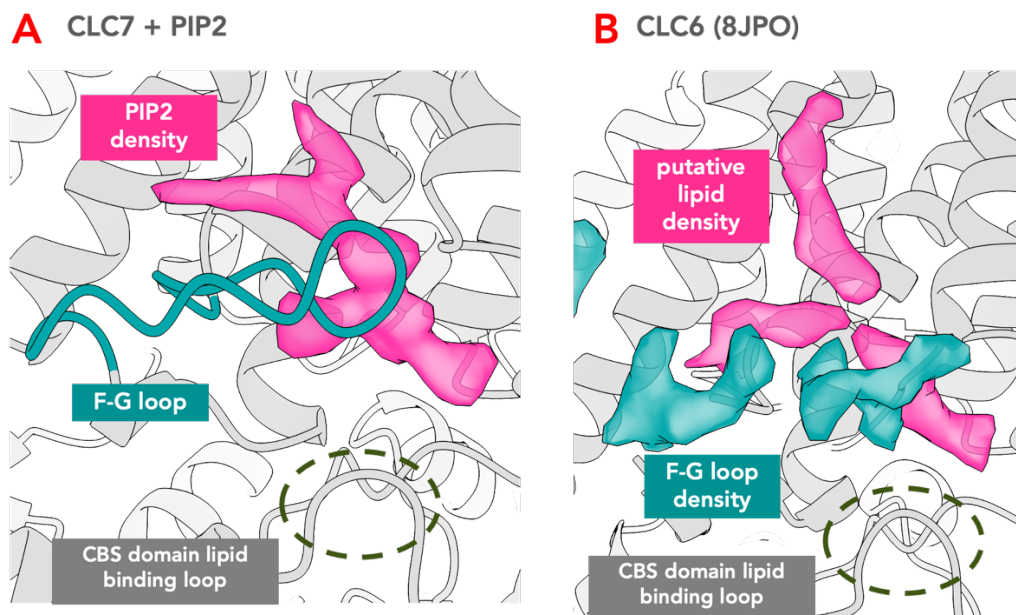 A CLC7 + PIP2
PIP2
density
F-G loop
CBS domain lipid
binding loop
B CLC6 (8JPO)
putative
lipid
density
F-G loop
density
CBS domain lipid
binding loop